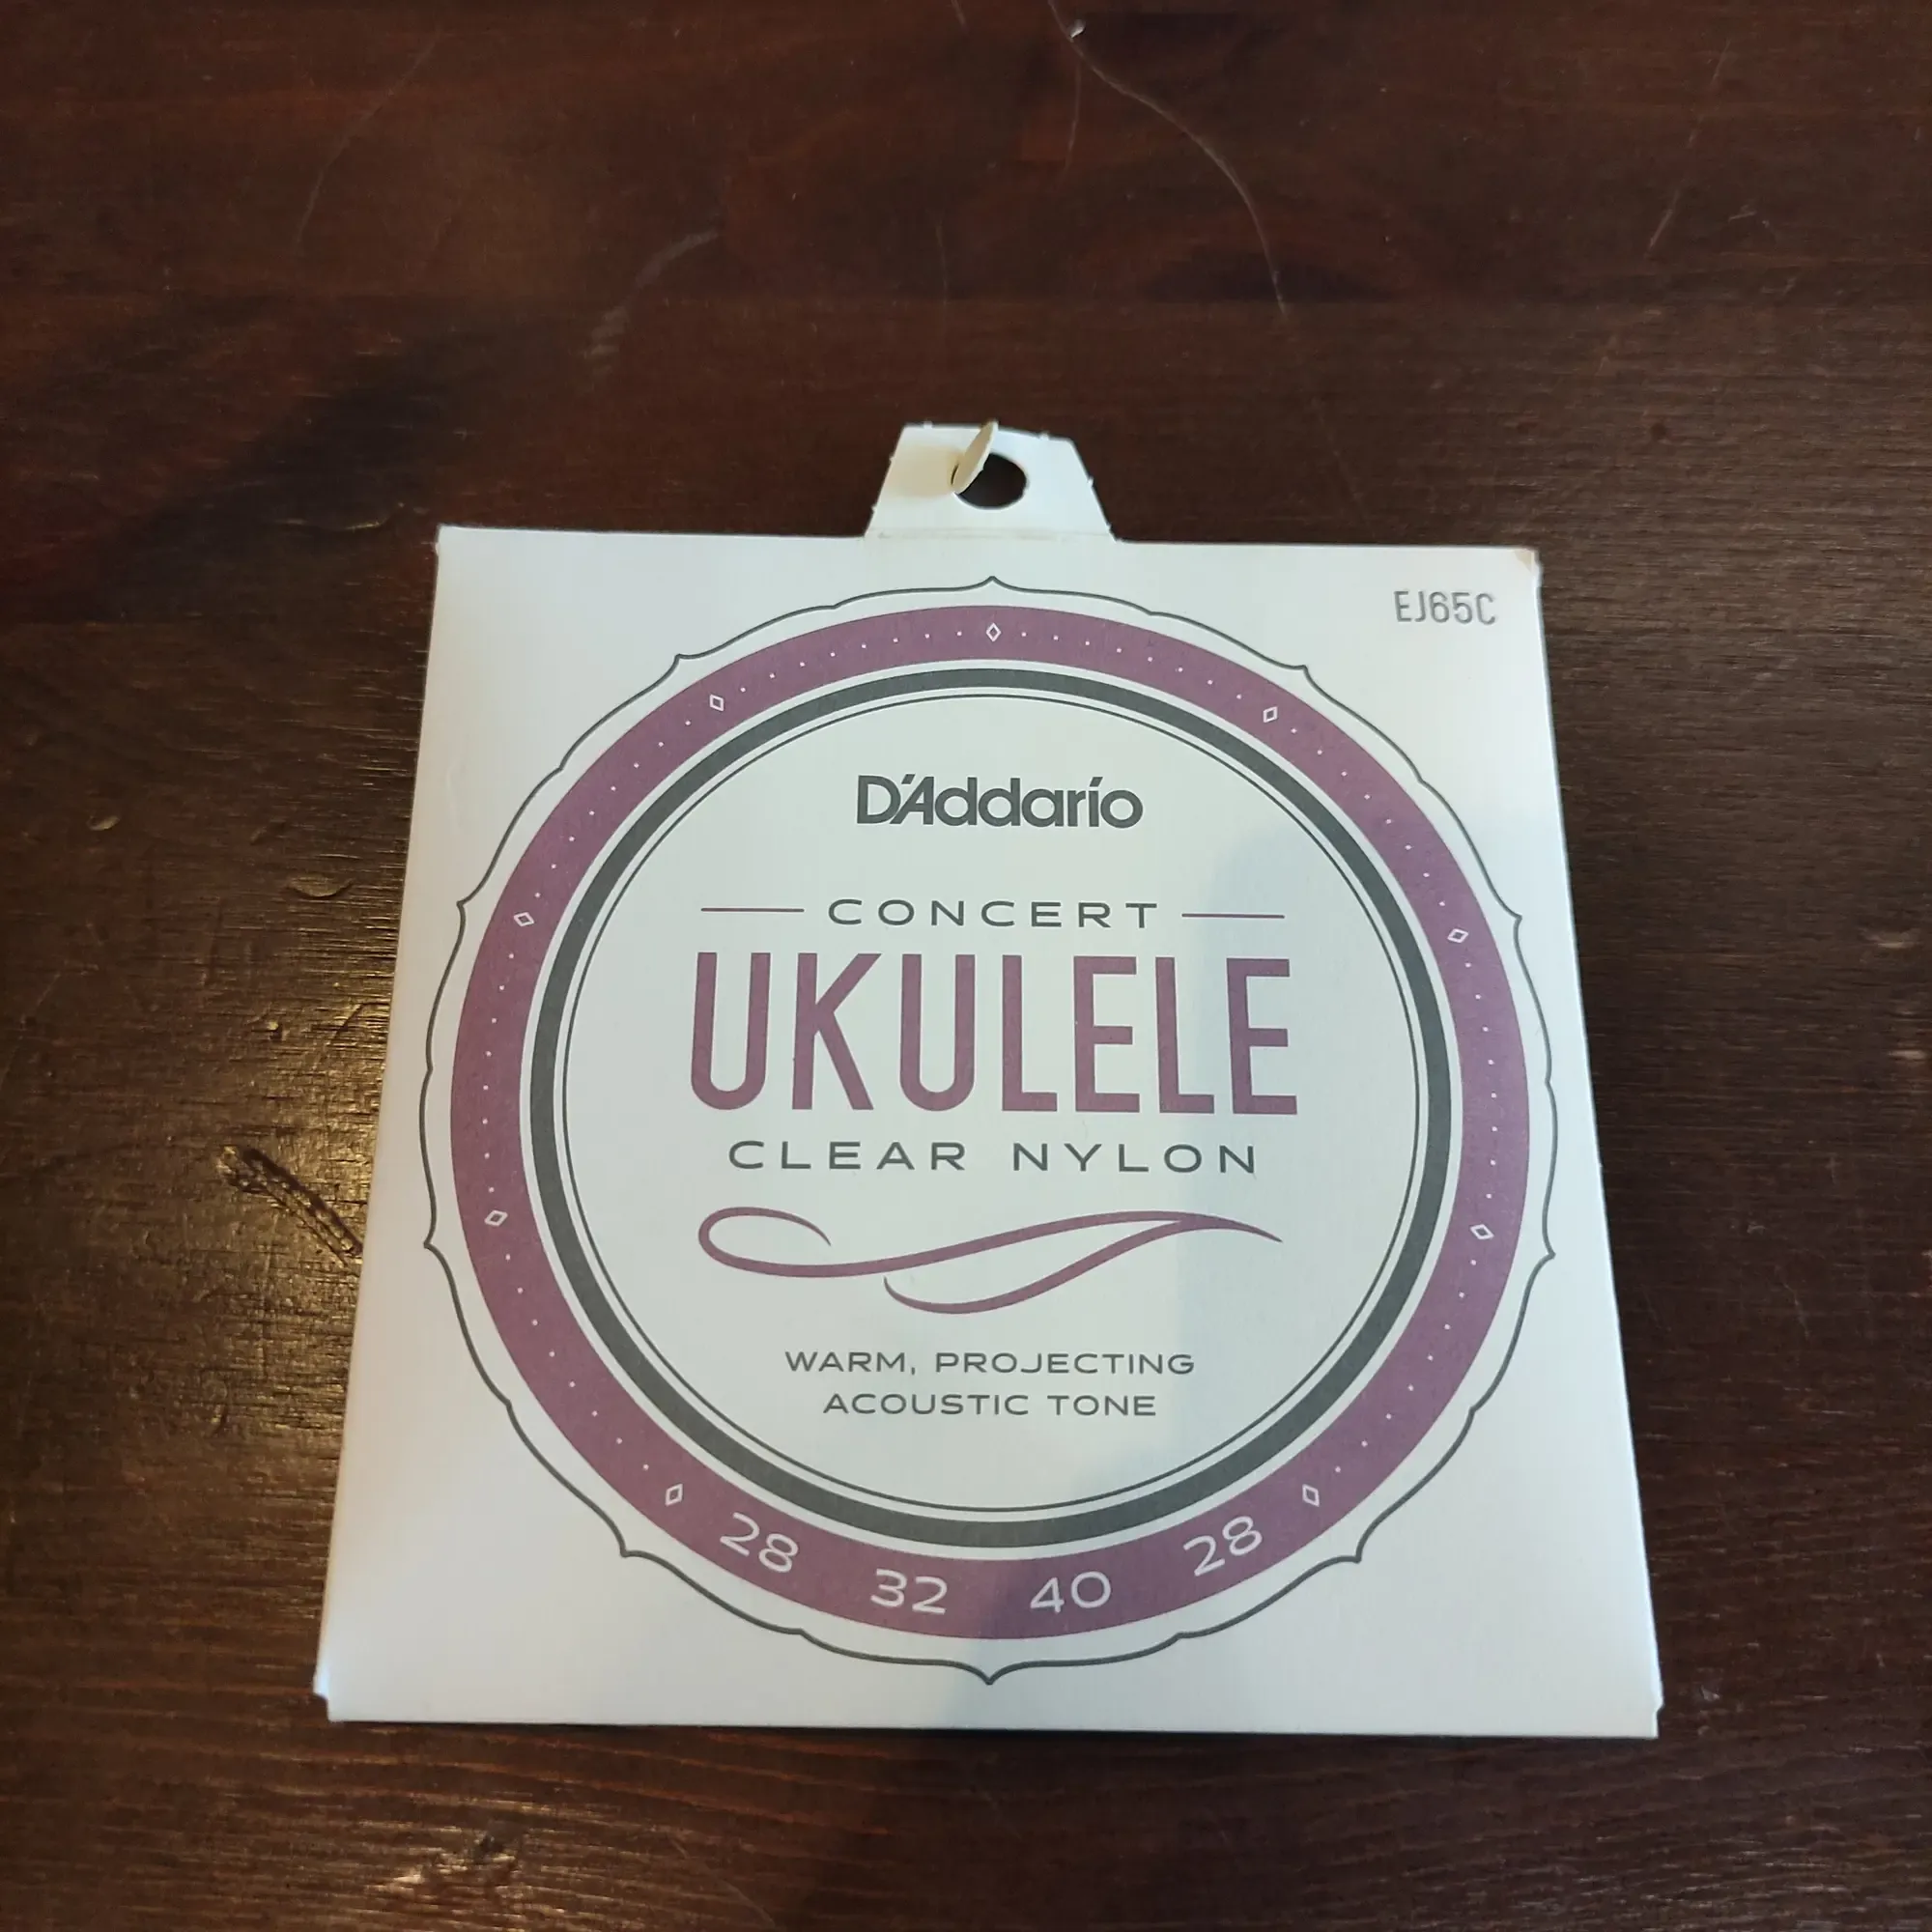 EJ65C
D'Addario
CONCERT
UKULELE
CLEAR NYLON
WARM, PROJECTING
ACOUSTIC TONE
28 32 40 28